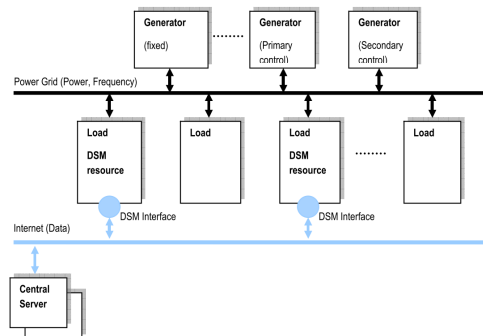 Generator
(fixed)
Generator
(Primary
control)
Generator
(Secondary
control)
Power Grid (Power, Frequency)
Load
DSM
resource
Load
Load
DSM
resource
Load
DSM Interface
DSM Interface
Internet (Data)
Central
Server